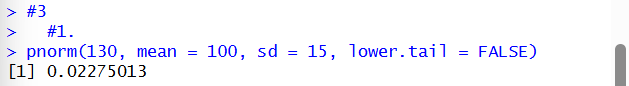 > #3
>   #1.
> pnorm(130, mean = 100, sd = 15, lower.tail = FALSE)
[1] 0.02275013